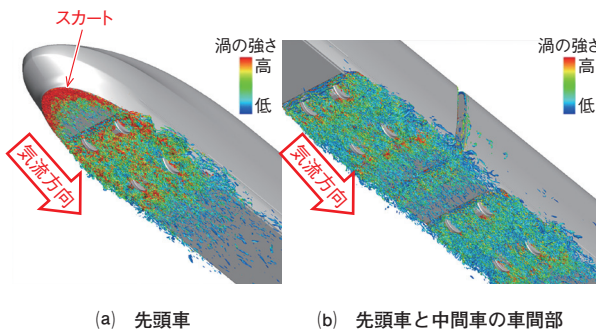 スカート
渦の強さ
高
低
気流方向
(a) 先頭車
渦の強さ
高
低
気流方向
(b) 先頭車と中間車の車間部